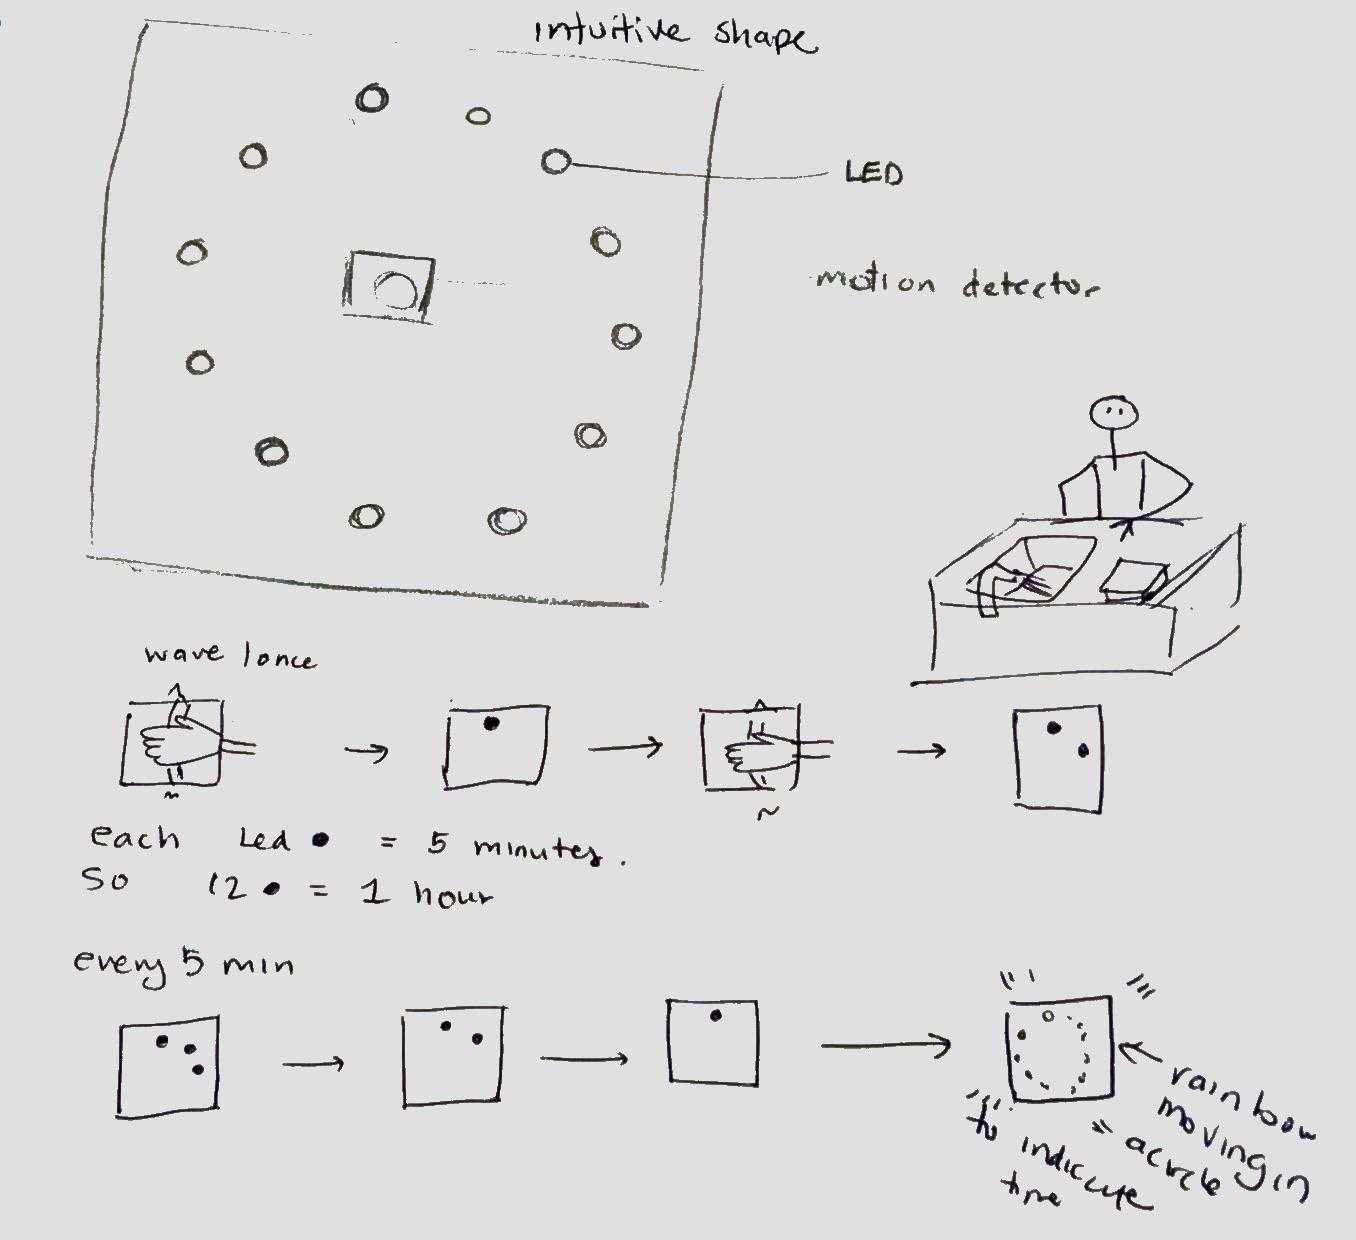 intuitive shape
LED
motion detector
wave 1 once
each Led ● = 5 minutes.
So 12 ● = 1 hour
every 5 min
rainbow
moving in
a circle
to indicate
time